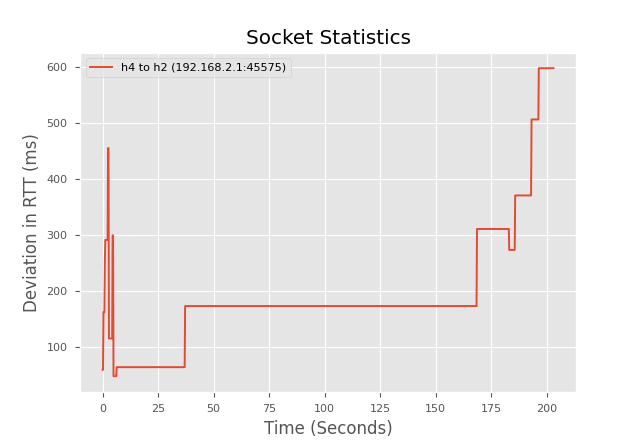 Socket Statistics
h4 to h2 (192.168.2.1:45575)
Deviation in RTT (ms)
600
500
400
300
200
100
0 25 50 75 100 125 150 175 200
Time (Seconds)